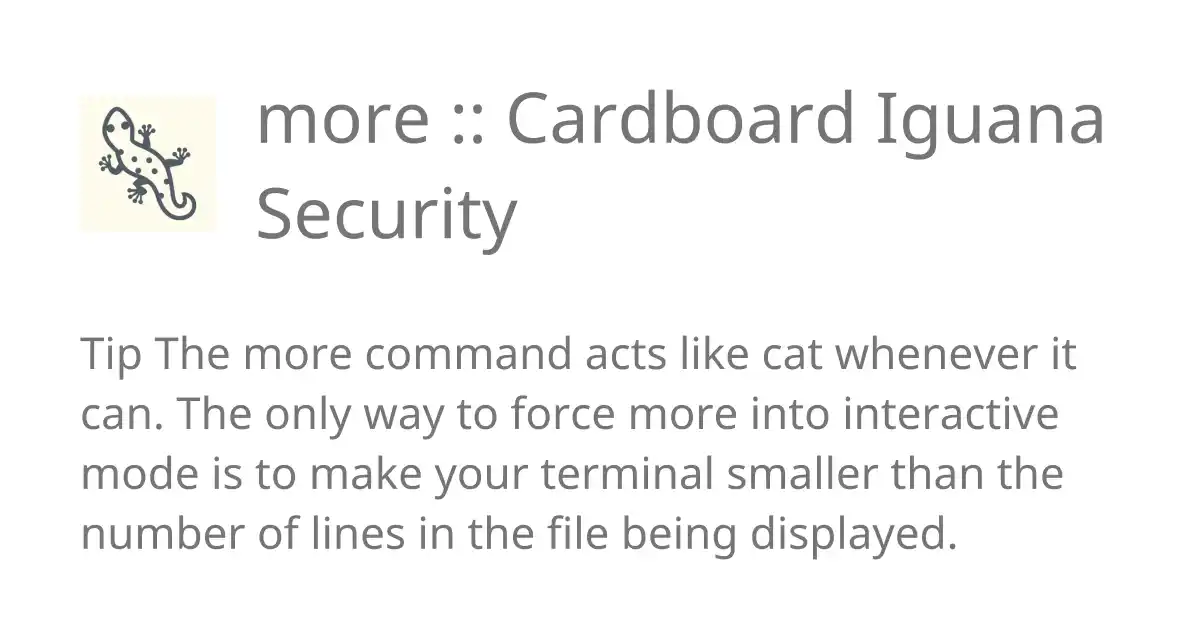 more :: Cardboard Iguana
Security
Tip The more command acts like cat whenever it
can. The only way to force more into interactive
mode is to make your terminal smaller than the
number of lines in the file being displayed.